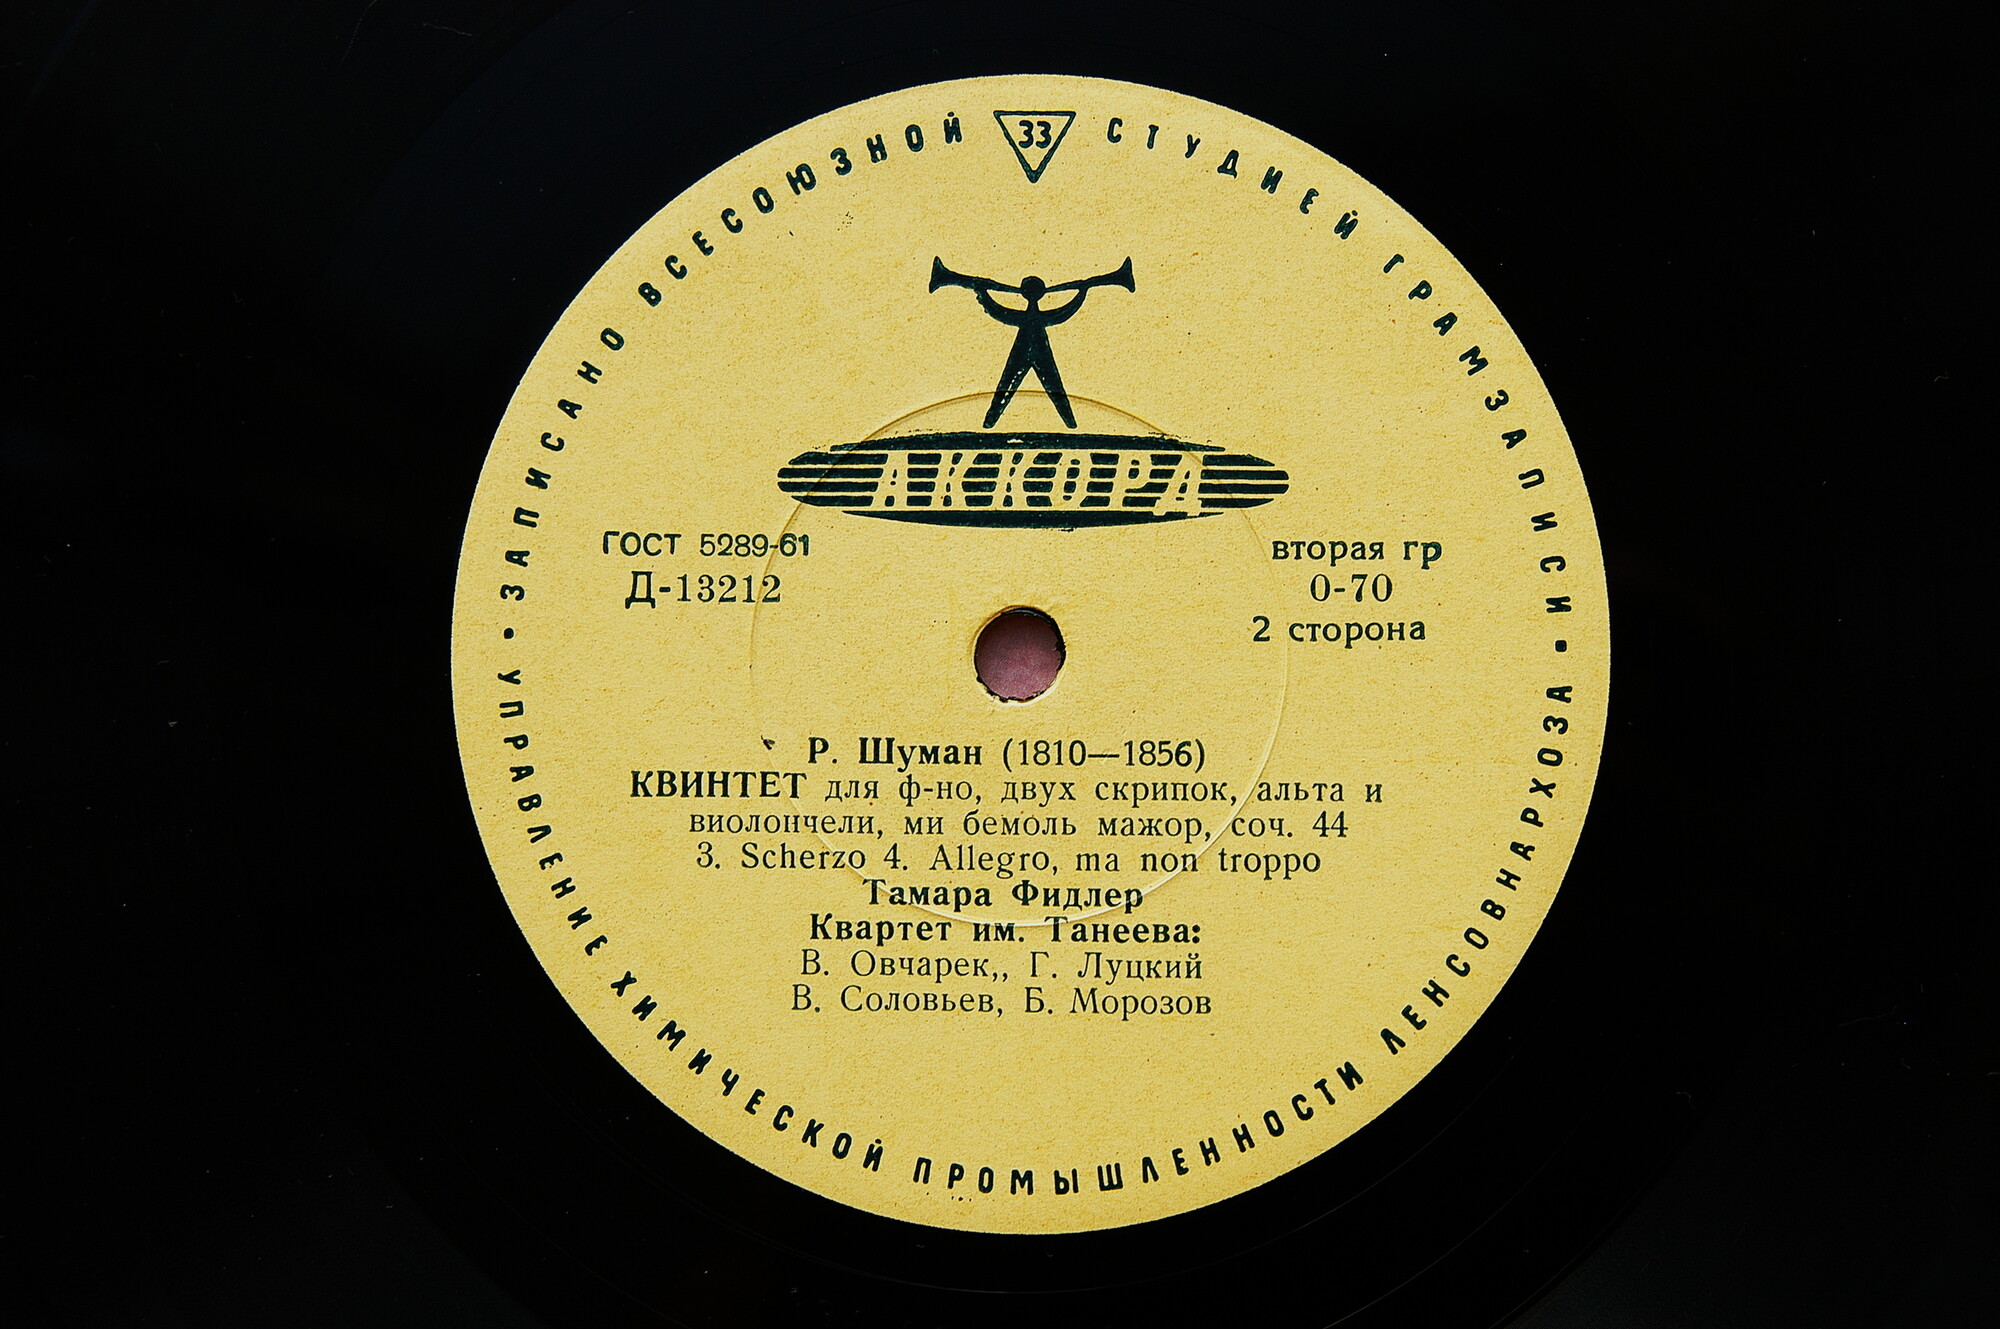 ЗАПИСАНО ВСЕСОЮЗНОЙ 33 СТУДИЕЙ ГРАМЗАПИСИ •
УПРАВЛЕНИЕ ХИМИЧЕСКОЙ ПРОМЫШЛЕННОСТИ ЛЕНСОВНАРХОЗА •
АККОРД
ГОСТ 5289-61
Д-13212
вторая гр
0-70
2 сторона
Р. Шуман (1810—1856)
КВИНТЕТ для ф-но, двух скрипок, альта и
виолончели, ми бемоль мажор, соч. 44
3. Scherzo 4. Allegro, ma non troppo
Тамара Фидлер
Квартет им. Танеева:
В. Овчарек,, Г. Луцкий
В. Соловьев, Б. Морозов